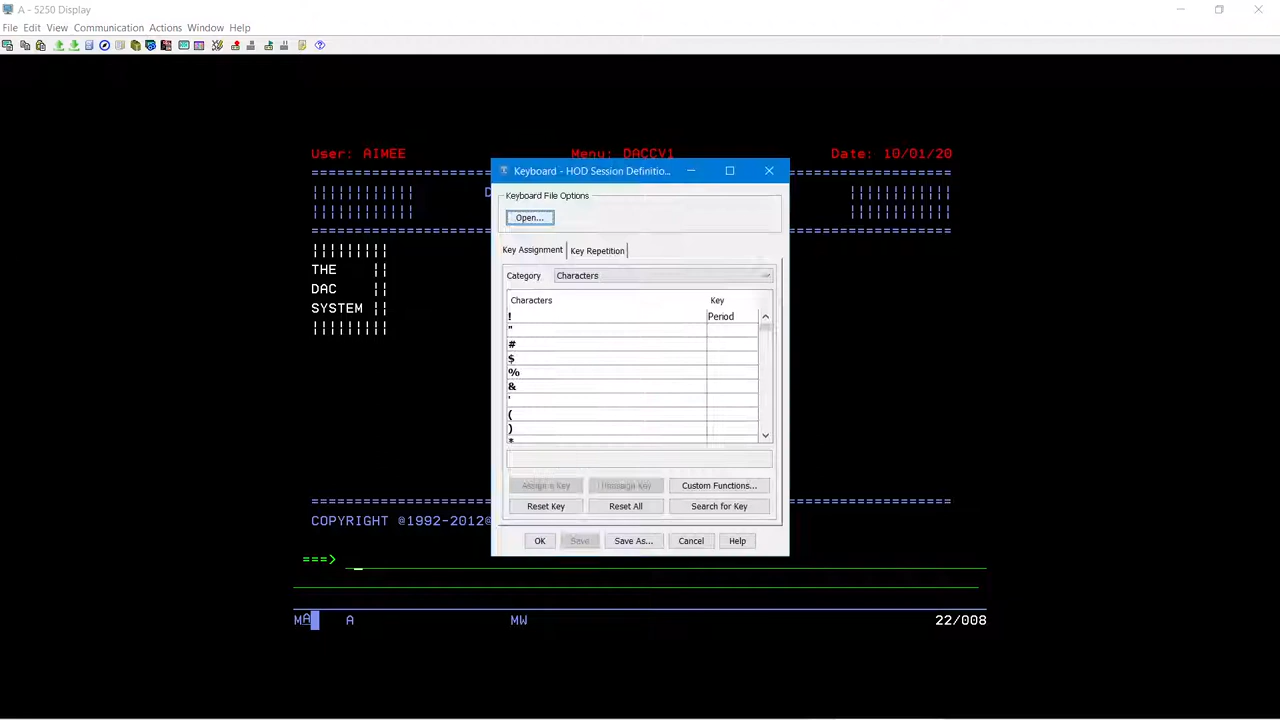 A - 5250 Display
File Edit View Communication Actions Window Help
User: AIMEE Menu: DACCV1 Date: 10/01/20
Keyboard - HOD Session Definitio...
D
Keyboard File Options
Open...
THE ||
DAC ||
SYSTEM ||
Key Assignment Key Repetition
Category Characters
Characters Key
! Period
"
#
$
%
&
'
(
)
*
Assign a Key Unassign Key Custom Functions...
Reset Key Reset All Search for Key
COPYRIGHT @1992-2012@
OK Save Save As... Cancel Help
===>
MA A MW 22/008